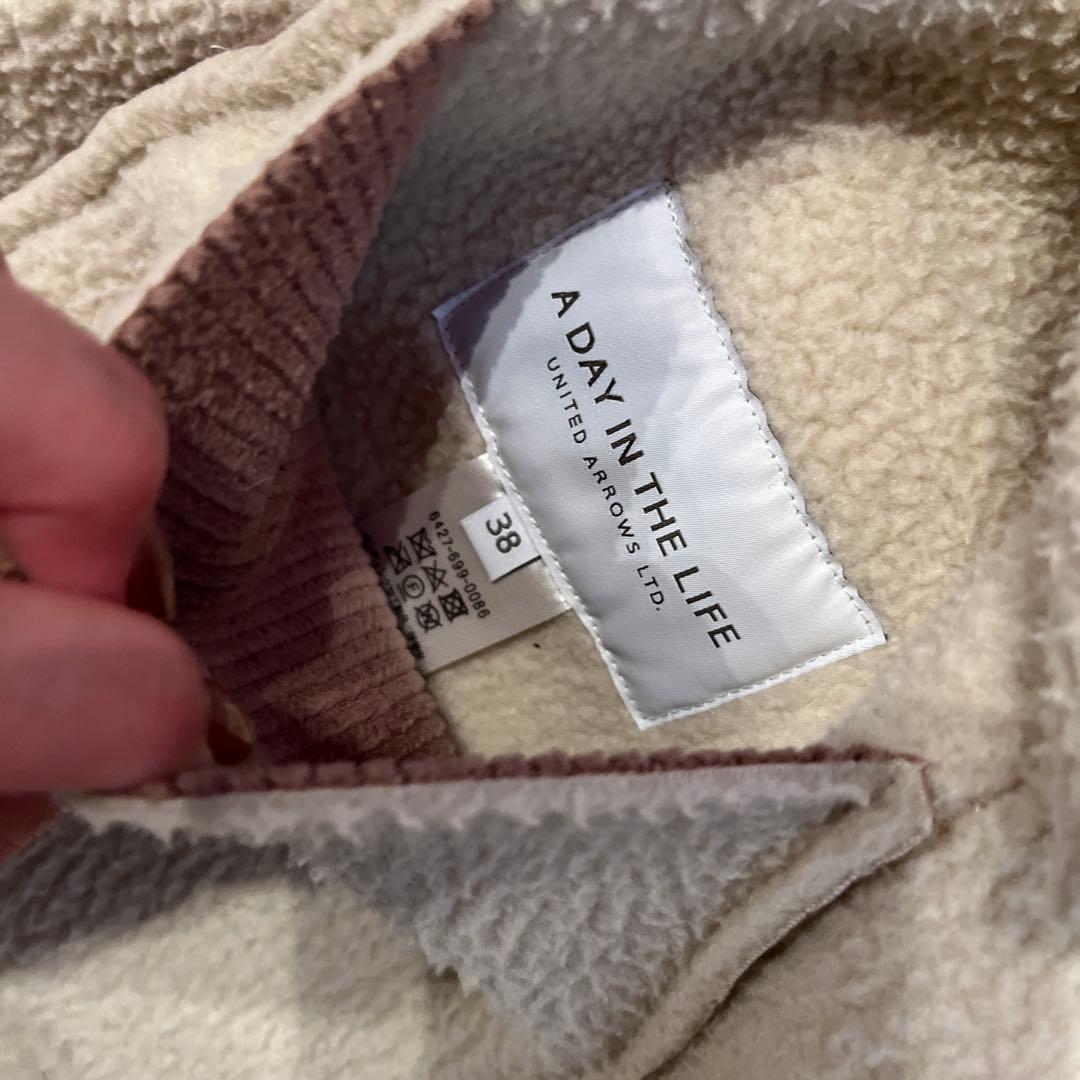 A DAY IN THE LIFE
UNITED ARROWS LTD.
38
6427-699-0086
F